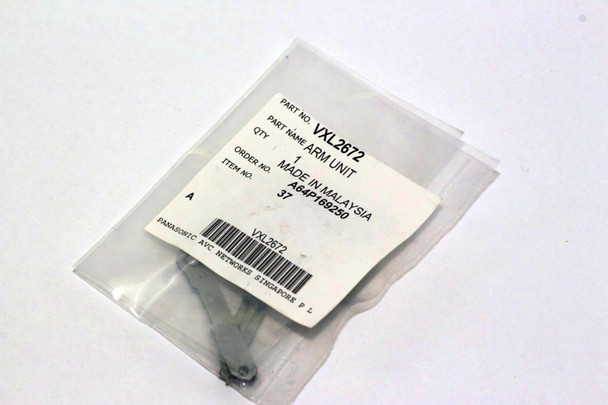 PART NO. VXL2672
PART NAME ARM UNIT
QTY 1
MADE IN MALAYSIA
ORDER NO. A64P169250
ITEM NO. 37
A
VXL2672
PANASONIC AVC NETWORKS SINGAPORE P L